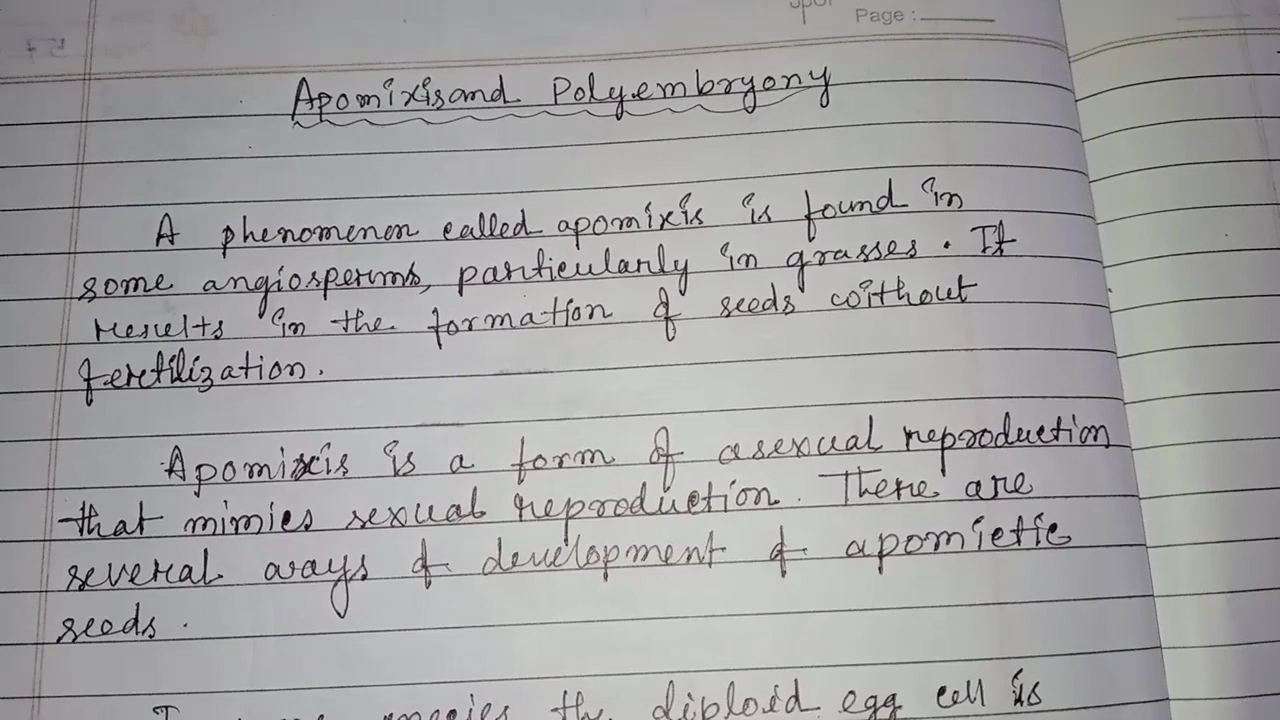 Page :
Apomixis and Polyembryony
A phenomenon called apomixis is found in
some angiosperms, particularly in grasses. It
results in the formation of seeds without
fertilization.
Apomixis is a form of asexual reproduction
that mimics sexual reproduction. There are
several ways of development of apomictic
seeds.
the diploid egg cell is